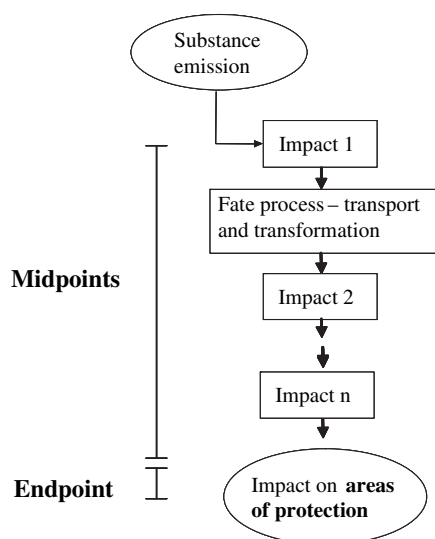 Substance
emission
Impact 1
Fate process – transport
and transformation
Midpoints
Impact 2
Impact n
Endpoint
Impact on areas
of protection